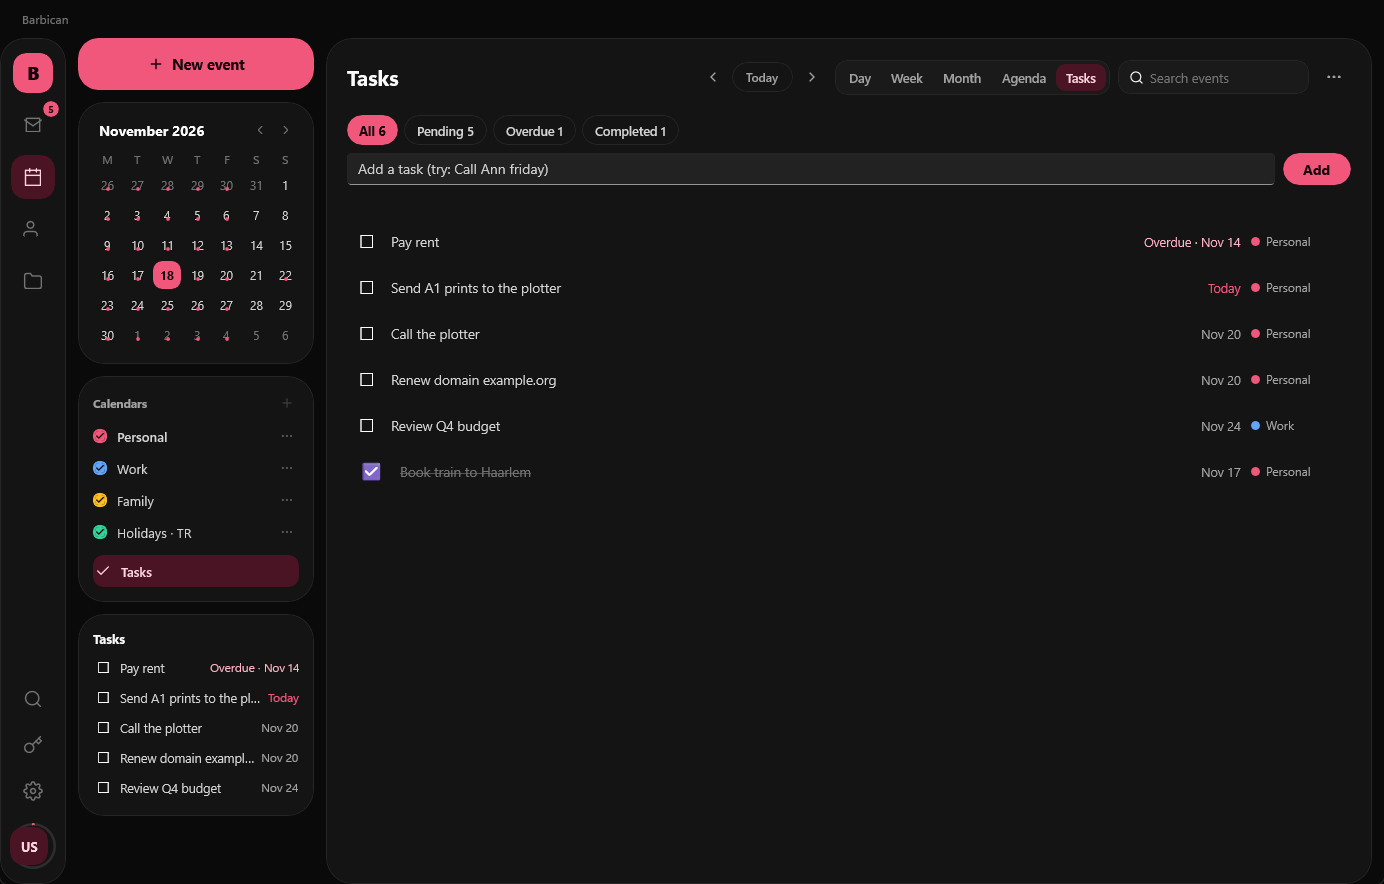 Barbican
B
5
US
+ New event
November 2026
M T W T F S S
26 27 28 29 30 31 1
2 3 4 5 6 7 8
9 10 11 12 13 14 15
16 17 18 19 20 21 22
23 24 25 26 27 28 29
30 1 2 3 4 5 6
Calendars
Personal
Work
Family
Holidays · TR
Tasks
Tasks
Pay rent Overdue · Nov 14
Send A1 prints to the pl... Today
Call the plotter Nov 20
Renew domain exampl... Nov 20
Review Q4 budget Nov 24
Tasks
Today
Day Week Month Agenda Tasks
Search events
All 6 Pending 5 Overdue 1 Completed 1
Add a task (try: Call Ann friday) Add
Pay rent Overdue · Nov 14 Personal
Send A1 prints to the plotter Today Personal
Call the plotter Nov 20 Personal
Renew domain example.org Nov 20 Personal
Review Q4 budget Nov 24 Work
Book train to Haarlem Nov 17 Personal